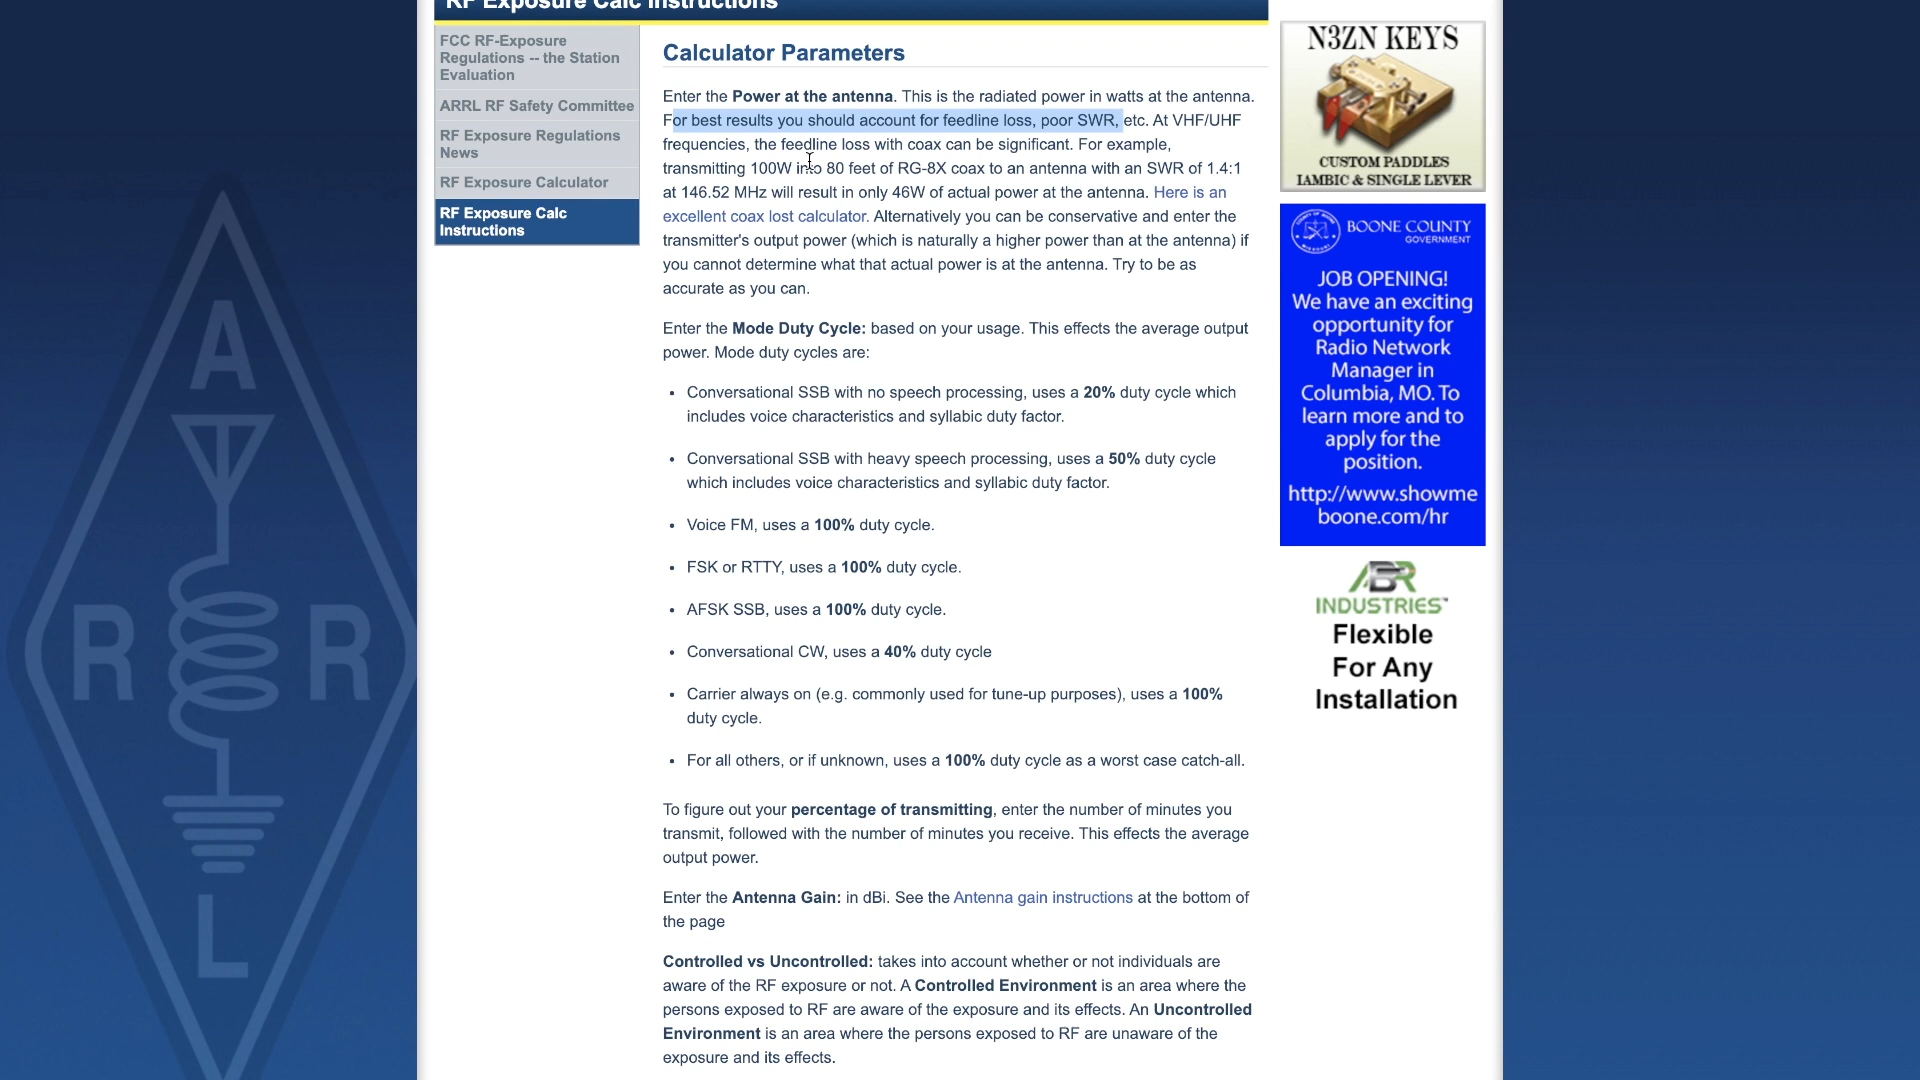 RF Exposure Calc Instructions
FCC RF-Exposure
Regulations -- the Station
Evaluation
ARRL RF Safety Committee
RF Exposure Regulations
News
RF Exposure Calculator
RF Exposure Calc
Instructions
Calculator Parameters
Enter the Power at the antenna. This is the radiated power in watts at the antenna.
For best results you should account for feedline loss, poor SWR, etc. At VHF/UHF
frequencies, the feedline loss with coax can be significant. For example,
transmitting 100W into 80 feet of RG-8X coax to an antenna with an SWR of 1.4:1
at 146.52 MHz will result in only 46W of actual power at the antenna. Here is an
excellent coax lost calculator. Alternatively you can be conservative and enter the
transmitter's output power (which is naturally a higher power than at the antenna) if
you cannot determine what that actual power is at the antenna. Try to be as
accurate as you can.
Enter the Mode Duty Cycle: based on your usage. This effects the average output
power. Mode duty cycles are:
• Conversational SSB with no speech processing, uses a 20% duty cycle which
includes voice characteristics and syllabic duty factor.
• Conversational SSB with heavy speech processing, uses a 50% duty cycle
which includes voice characteristics and syllabic duty factor.
• Voice FM, uses a 100% duty cycle.
• FSK or RTTY, uses a 100% duty cycle.
• AFSK SSB, uses a 100% duty cycle.
• Conversational CW, uses a 40% duty cycle
• Carrier always on (e.g. commonly used for tune-up purposes), uses a 100%
duty cycle.
• For all others, or if unknown, uses a 100% duty cycle as a worst case catch-all.
To figure out your percentage of transmitting, enter the number of minutes you
transmit, followed with the number of minutes you receive. This effects the average
output power.
Enter the Antenna Gain: in dBi. See the Antenna gain instructions at the bottom of
the page
Controlled vs Uncontrolled: takes into account whether or not individuals are
aware of the RF exposure or not. A Controlled Environment is an area where the
persons exposed to RF are aware of the exposure and its effects. An Uncontrolled
Environment is an area where the persons exposed to RF are unaware of the
exposure and its effects.
N3ZN KEYS
CUSTOM PADDLES
IAMBIC & SINGLE LEVER
BOONE COUNTY
GOVERNMENT
JOB OPENING!
We have an exciting
opportunity for
Radio Network
Manager in
Columbia, MO. To
learn more and to
apply for the
position.
http://www.showme
boone.com/hr
ABR
INDUSTRIES™
Flexible
For Any
Installation
A
R R
L